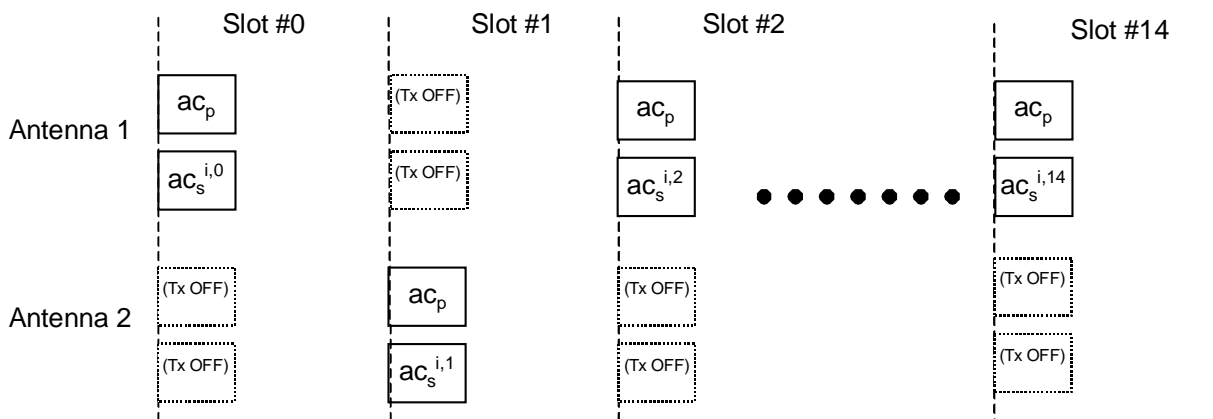 Slot #0 Slot #1 Slot #2 Slot #14
Antenna 1
ac_p (Tx OFF) ac_p ac_p
ac_s^i,0 (Tx OFF) ac_s^i,2 ac_s^i,14
Antenna 2
(Tx OFF) ac_p (Tx OFF) (Tx OFF)
(Tx OFF) ac_s^i,1 (Tx OFF) (Tx OFF)